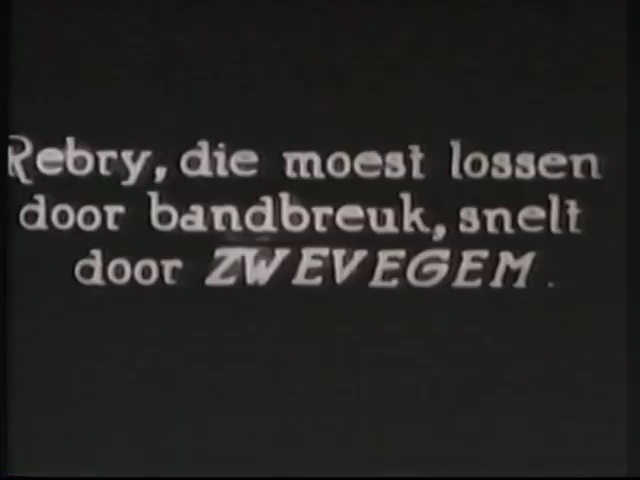 Rebry, die moest lossen
door bandbreuk, snelt
door ZWEVEGEM.